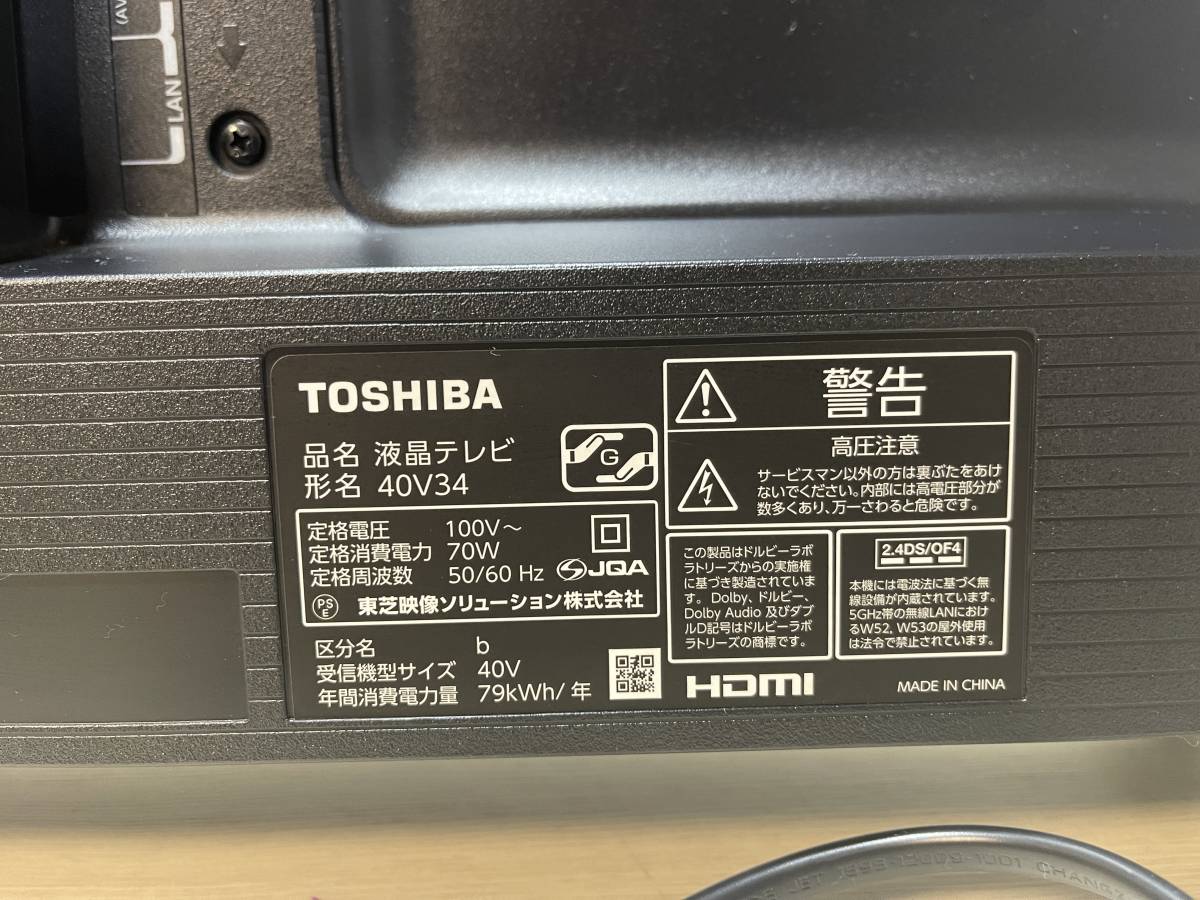 (AV
LAN
TOSHIBA
品名 液晶テレビ
形名 40V34
G
定格電圧 100V～
定格消費電力 70W
定格周波数 50/60 Hz
JQA
PS
E
東芝映像ソリューション株式会社
区分名 b
受信機型サイズ 40V
年間消費電力量 79kWh/年
警告
高圧注意
サービスマン以外の方は裏ぶたをあけ
ないでください。内部には高電圧部分が
数多くあり、万一さわると危険です。
この製品はドルビーラボ
ラトリーズからの実施権
に基づき製造されていま
す。Dolby、ドルビー、
Dolby Audio 及びダブ
ルD記号はドルビーラボ
ラトリーズの商標です。
2.4DS/OF4
本機には電波法に基づく無
線設備が内蔵されています。
5GHz帯の無線LANにおけ
るW52, W53の屋外使用
は法令で禁止されています。
HDMI
MADE IN CHINA